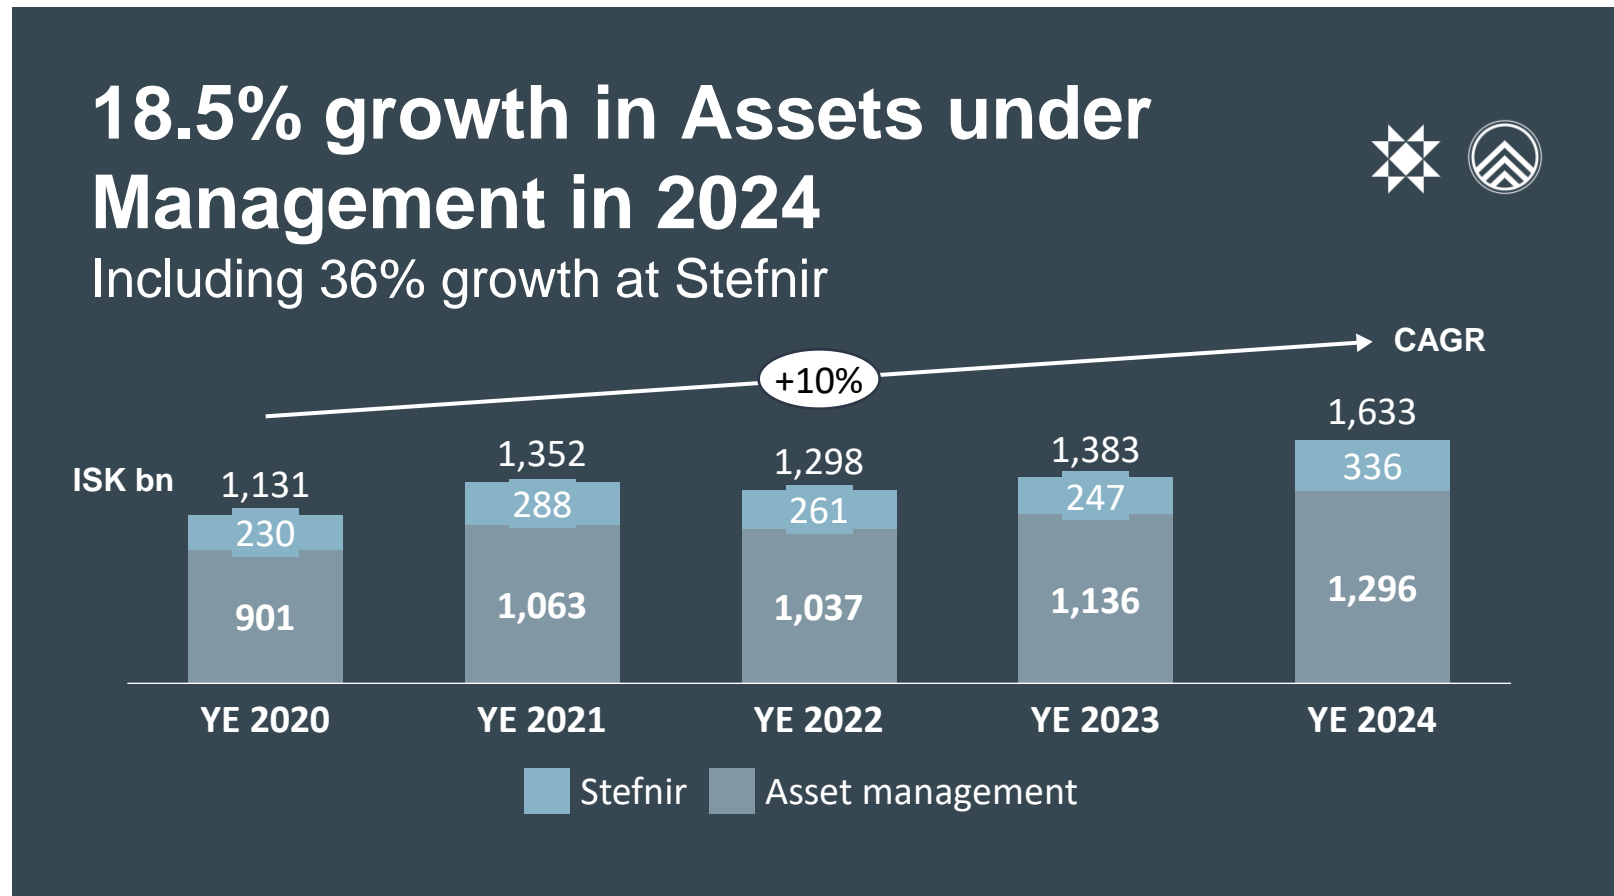 18.5% growth in Assets under
Management in 2024
Including 36% growth at Stefnir
CAGR
+10%
ISK bn
1,131
1,352
1,298
1,383
1,633
230
288
261
247
336
901
1,063
1,037
1,136
1,296
YE 2020
YE 2021
YE 2022
YE 2023
YE 2024
Stefnir
Asset management